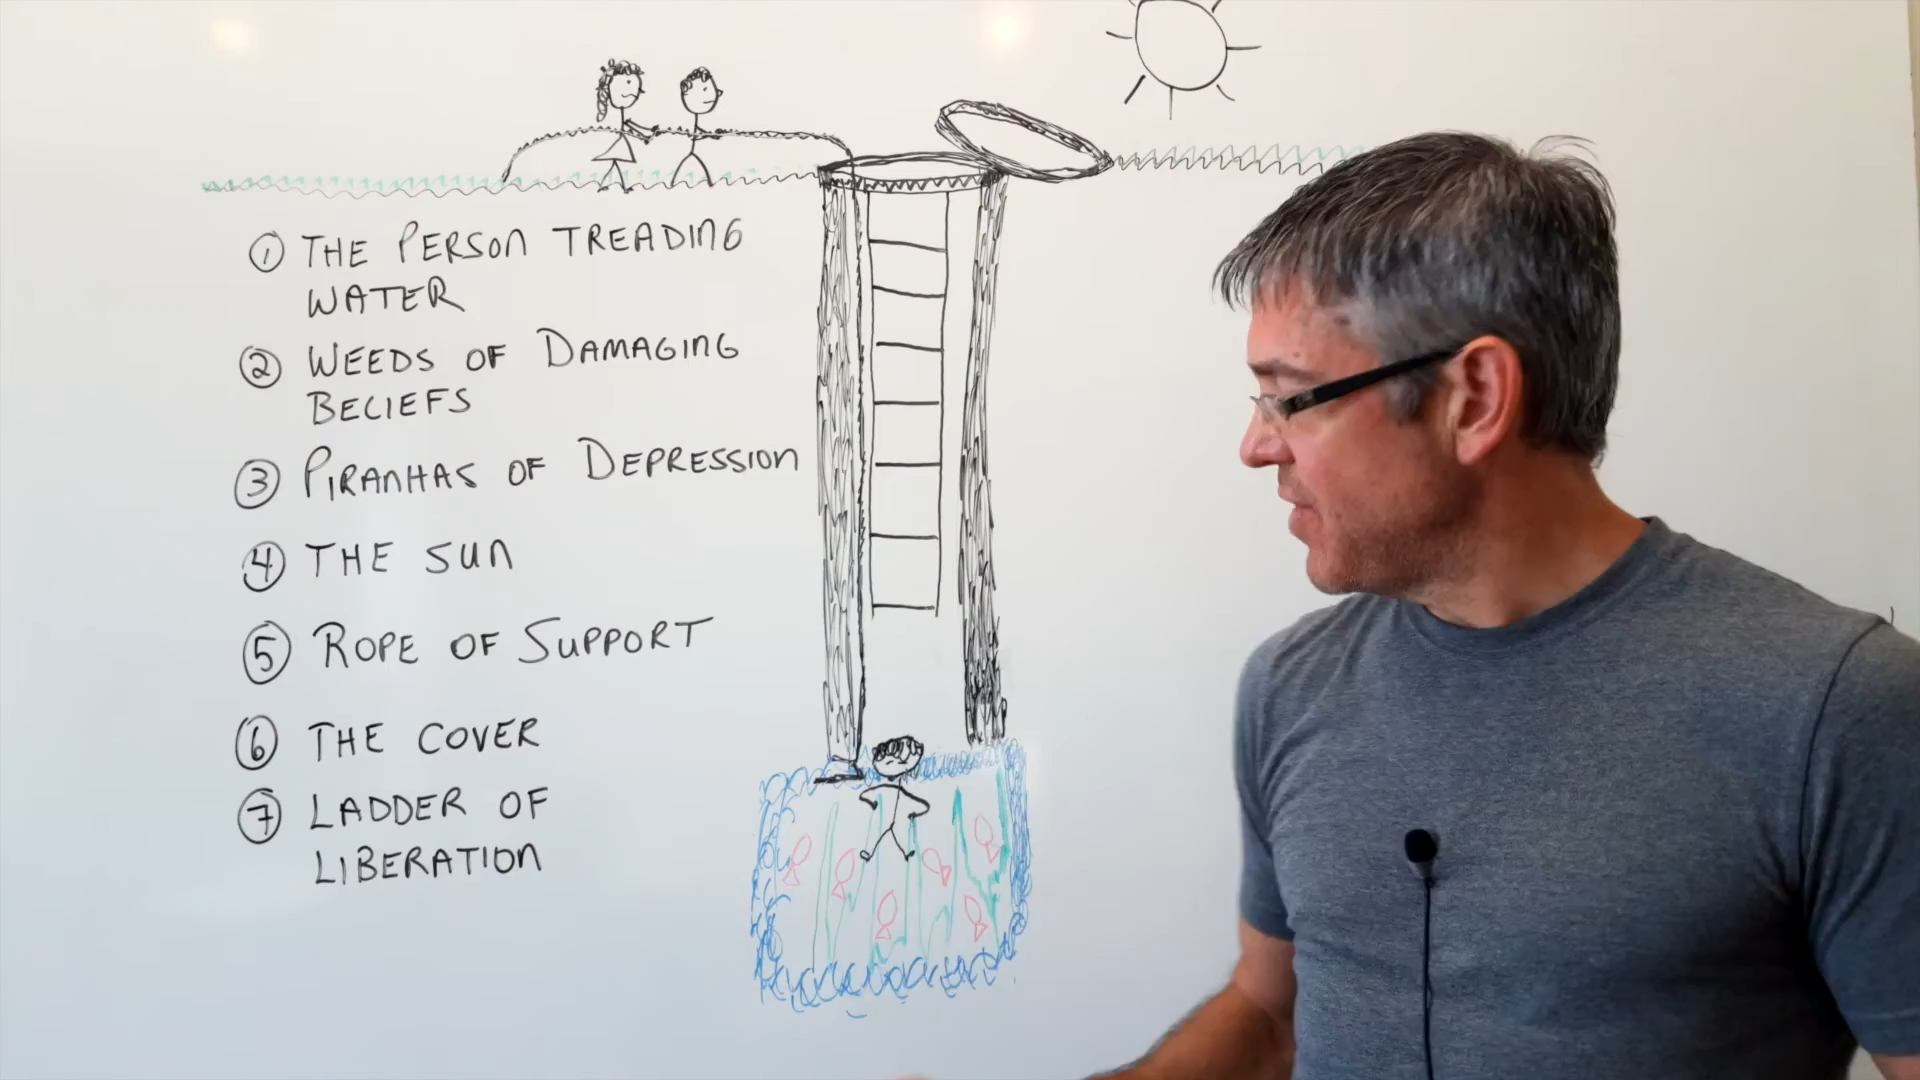 ① THE PERSON TREADING
WATER
② WEEDS OF DAMAGING
BELIEFS
③ PIRANHAS OF DEPRESSION
④ THE SUN
⑤ ROPE OF SUPPORT
⑥ THE COVER
⑦ LADDER OF
LIBERATION